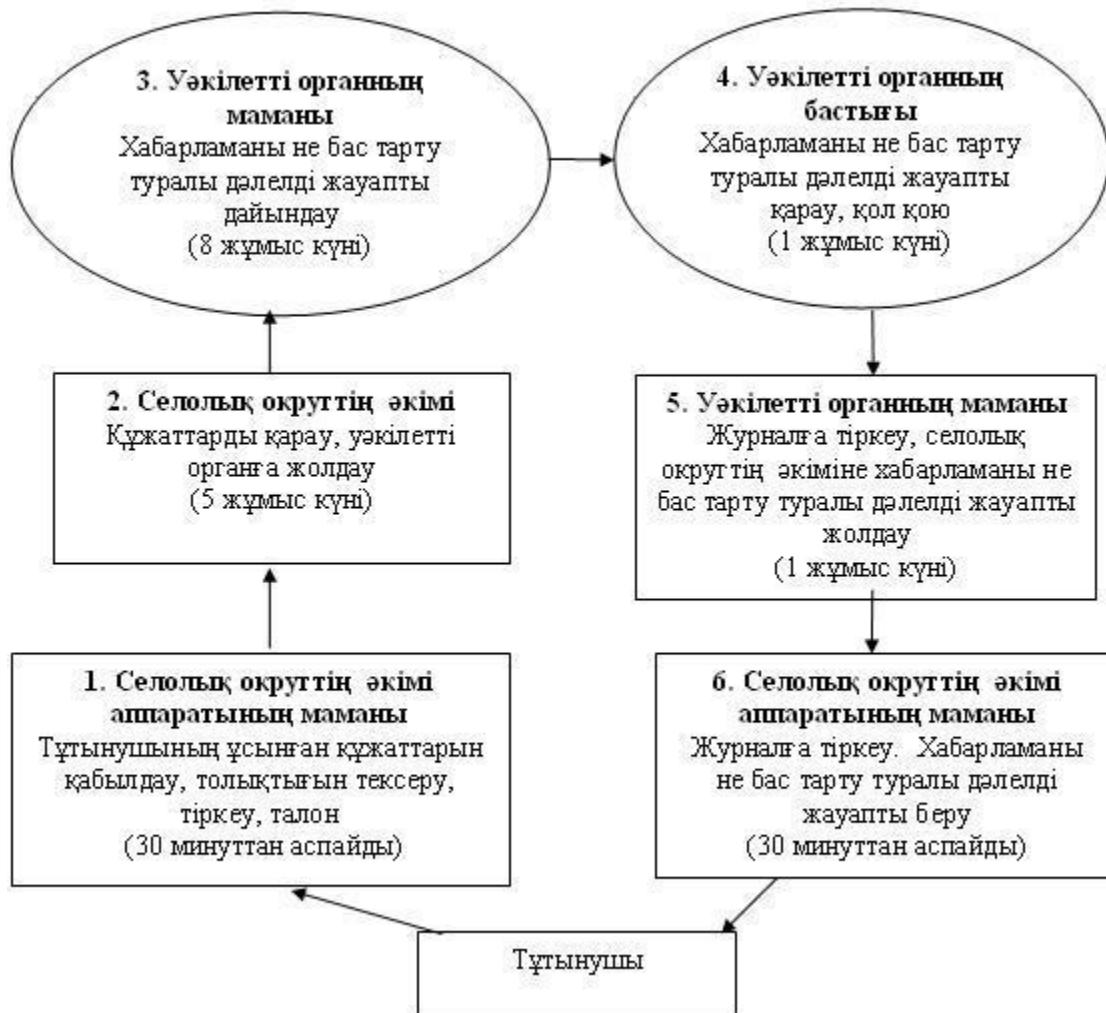 3. Уәкілетті органның
маманы
Хабарламаны не бас тарту
туралы дәлелді жауапты
дайындау
(8 жұмыс күні)
4. Уәкілетті органның
бастығы
Хабарламаны не бас тарту
туралы дәлелді жауапты
қарау, қол қою
(1 жұмыс күні)
2. Селолық округтің әкімі
Құжаттарды қарау, уәкілетті
органға жолдау
(5 жұмыс күні)
5. Уәкілетті органның маманы
Журналға тіркеу, селолық
округтің әкіміне хабарламаны не
бас тарту туралы дәлелді жауапты
жолдау
(1 жұмыс күні)
1. Селолық округтің әкімі
аппаратының маманы
Тұтынушының ұсынған құжаттарын
қабылдау, толықтығын тексеру,
тіркеу, талон
(30 минуттан аспайды)
6. Селолық округтің әкімі
аппаратының маманы
Журналға тіркеу. Хабарламаны
не бас тарту туралы дәлелді
жауапты беру
(30 минуттан аспайды)
Тұтынушы